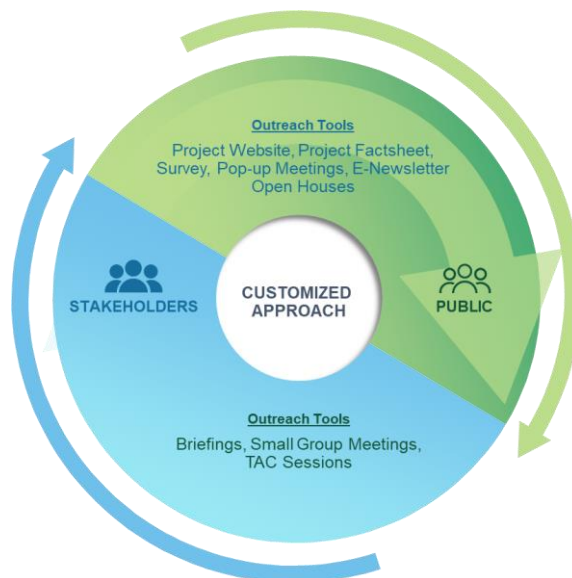 Outreach Tools
Project Website, Project Factsheet,
Survey, Pop-up Meetings, E-Newsletter
Open Houses
STAKEHOLDERS
CUSTOMIZED
APPROACH
PUBLIC
Outreach Tools
Briefings, Small Group Meetings,
TAC Sessions